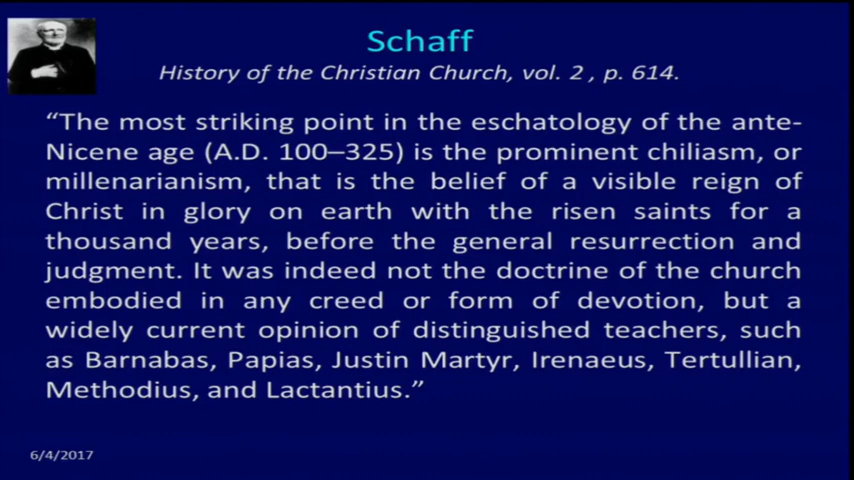 Schaff
History of the Christian Church, vol. 2 , p. 614.
“The most striking point in the eschatology of the ante-
Nicene age (A.D. 100–325) is the prominent chiliasm, or
millenarianism, that is the belief of a visible reign of
Christ in glory on earth with the risen saints for a
thousand years, before the general resurrection and
judgment. It was indeed not the doctrine of the church
embodied in any creed or form of devotion, but a
widely current opinion of distinguished teachers, such
as Barnabas, Papias, Justin Martyr, Irenaeus, Tertullian,
Methodius, and Lactantius.”
6/4/2017